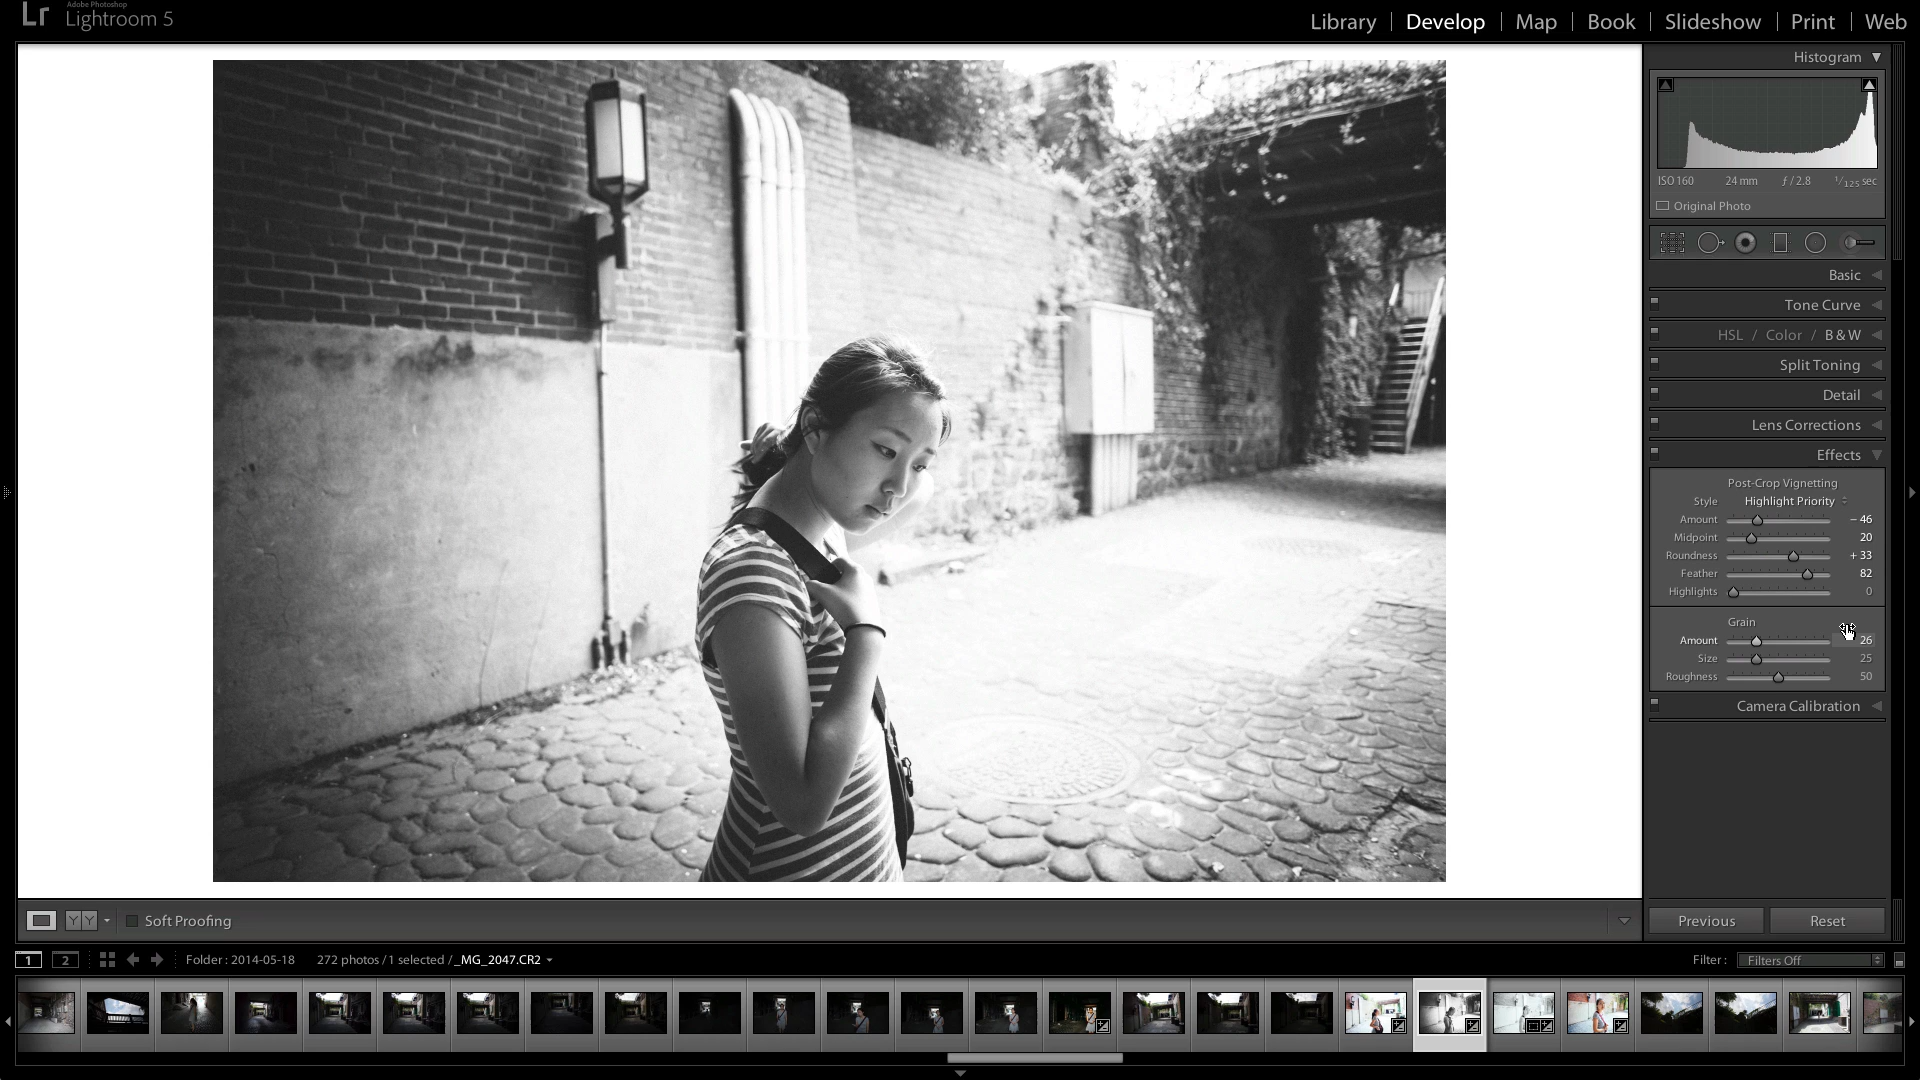 Lr Adobe Photoshop
Lightroom 5
Library | Develop | Map | Book | Slideshow | Print | Web
Histogram
ISO 160 24 mm ƒ / 2.8 1/125 sec
Original Photo
Basic
Tone Curve
HSL / Color / B & W
Split Toning
Detail
Lens Corrections
Effects
Post-Crop Vignetting
Style Highlight Priority
Amount – 46
Midpoint 20
Roundness + 33
Feather 82
Highlights 0
Grain
Amount 26
Size 25
Roughness 50
Camera Calibration
Y Y Soft Proofing
Previous Reset
1 2 Folder : 2014-05-18 272 photos / 1 selected / _MG_2047.CR2 Filter : Filters Off